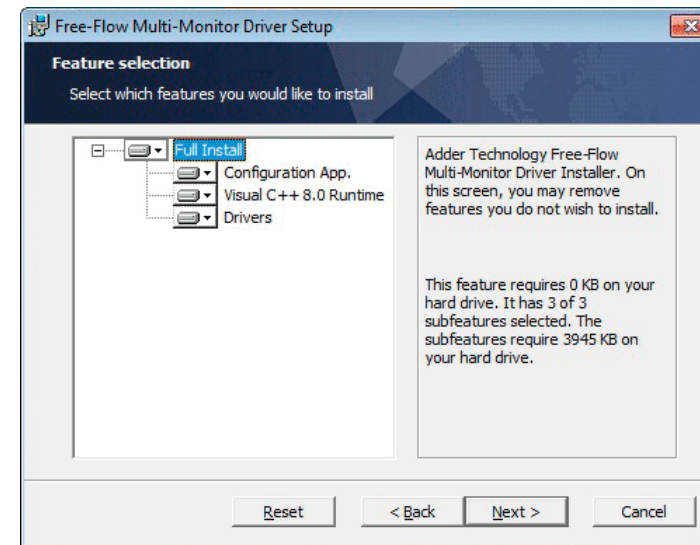 Free-Flow Multi-Monitor Driver Setup
Feature selection
Select which features you would like to install
Full Install
Configuration App.
Visual C++ 8.0 Runtime
Drivers
Adder Technology Free-Flow
Multi-Monitor Driver Installer. On
this screen, you may remove
features you do not wish to install.
This feature requires 0 KB on your
hard drive. It has 3 of 3
subfeatures selected. The
subfeatures require 3945 KB on
your hard drive.
Reset
< Back
Next >
Cancel